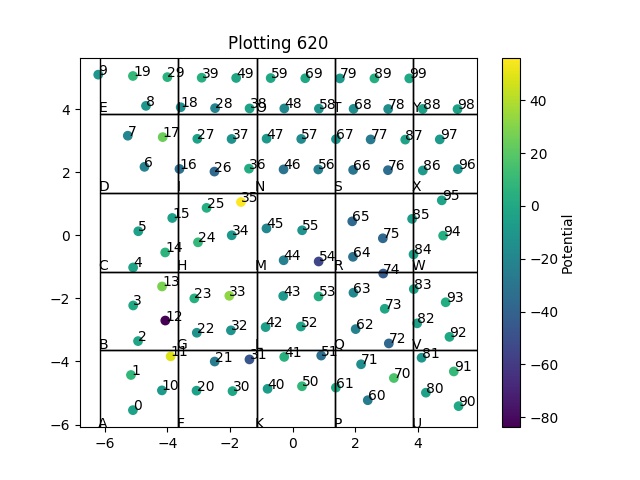 Plotting 620
9 19 29 39 49 59 69 79 89 99
8 18 28 38 48 58 68 78 88 98
E J O T Y
7 17 27 37 47 57 67 77 87 97
6 16 26 36 46 56 66 76 86 96
D I N S X
5 15 25 35 45 55 65 75 85 95
4 14 24 34 44 54 64 74 84 94
C H M R W
3 13 23 33 43 53 63 73 83 93
2 12 22 32 42 52 62 72 82 92
B G Q
1 11 21 31 41 51 61 71 81 91
0 10 20 30 40 50 60 70 80 90
A F K P U
4
2
0
−2
−4
−6
−6 −4 −2 0 2 4
40
20
0
−20
−40
−60
−80
Potential